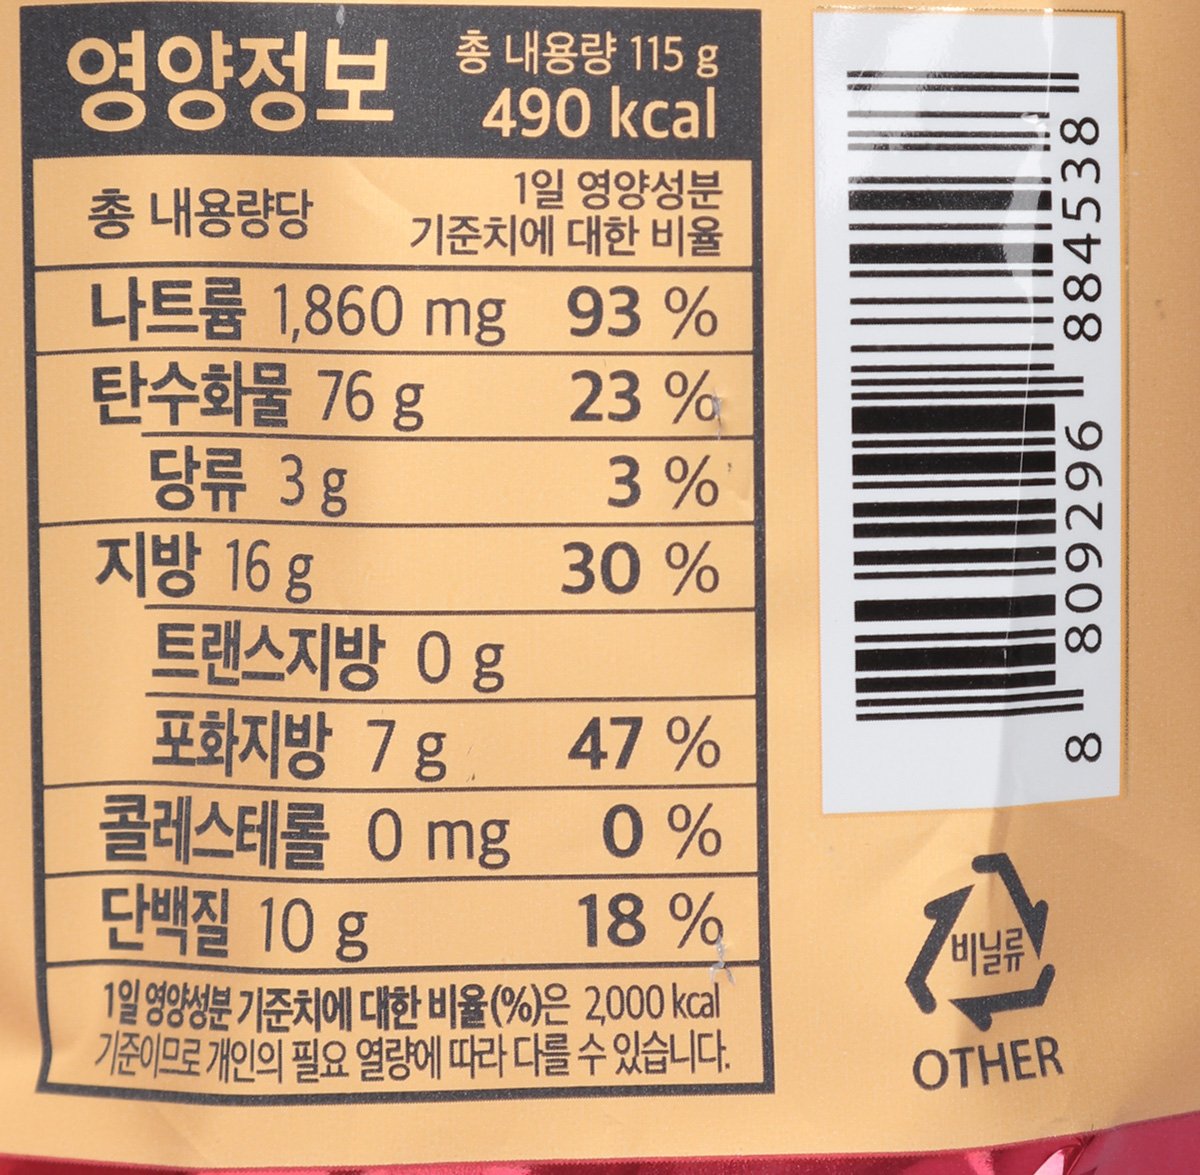 영양정보
총 내용량 115 g
490 kcal
총 내용량당
1일 영양성분
기준치에 대한 비율
나트륨 1,860 mg 93 %
탄수화물 76 g 23 %
당류 3 g 3 %
지방 16 g 30 %
트랜스지방 0 g
포화지방 7 g 47 %
콜레스테롤 0 mg 0 %
단백질 10 g 18 %
1일 영양성분 기준치에 대한 비율(%)은 2,000 kcal
기준이므로 개인의 필요 열량에 따라 다를 수 있습니다.
8 809296 884538
비닐류
OTHER